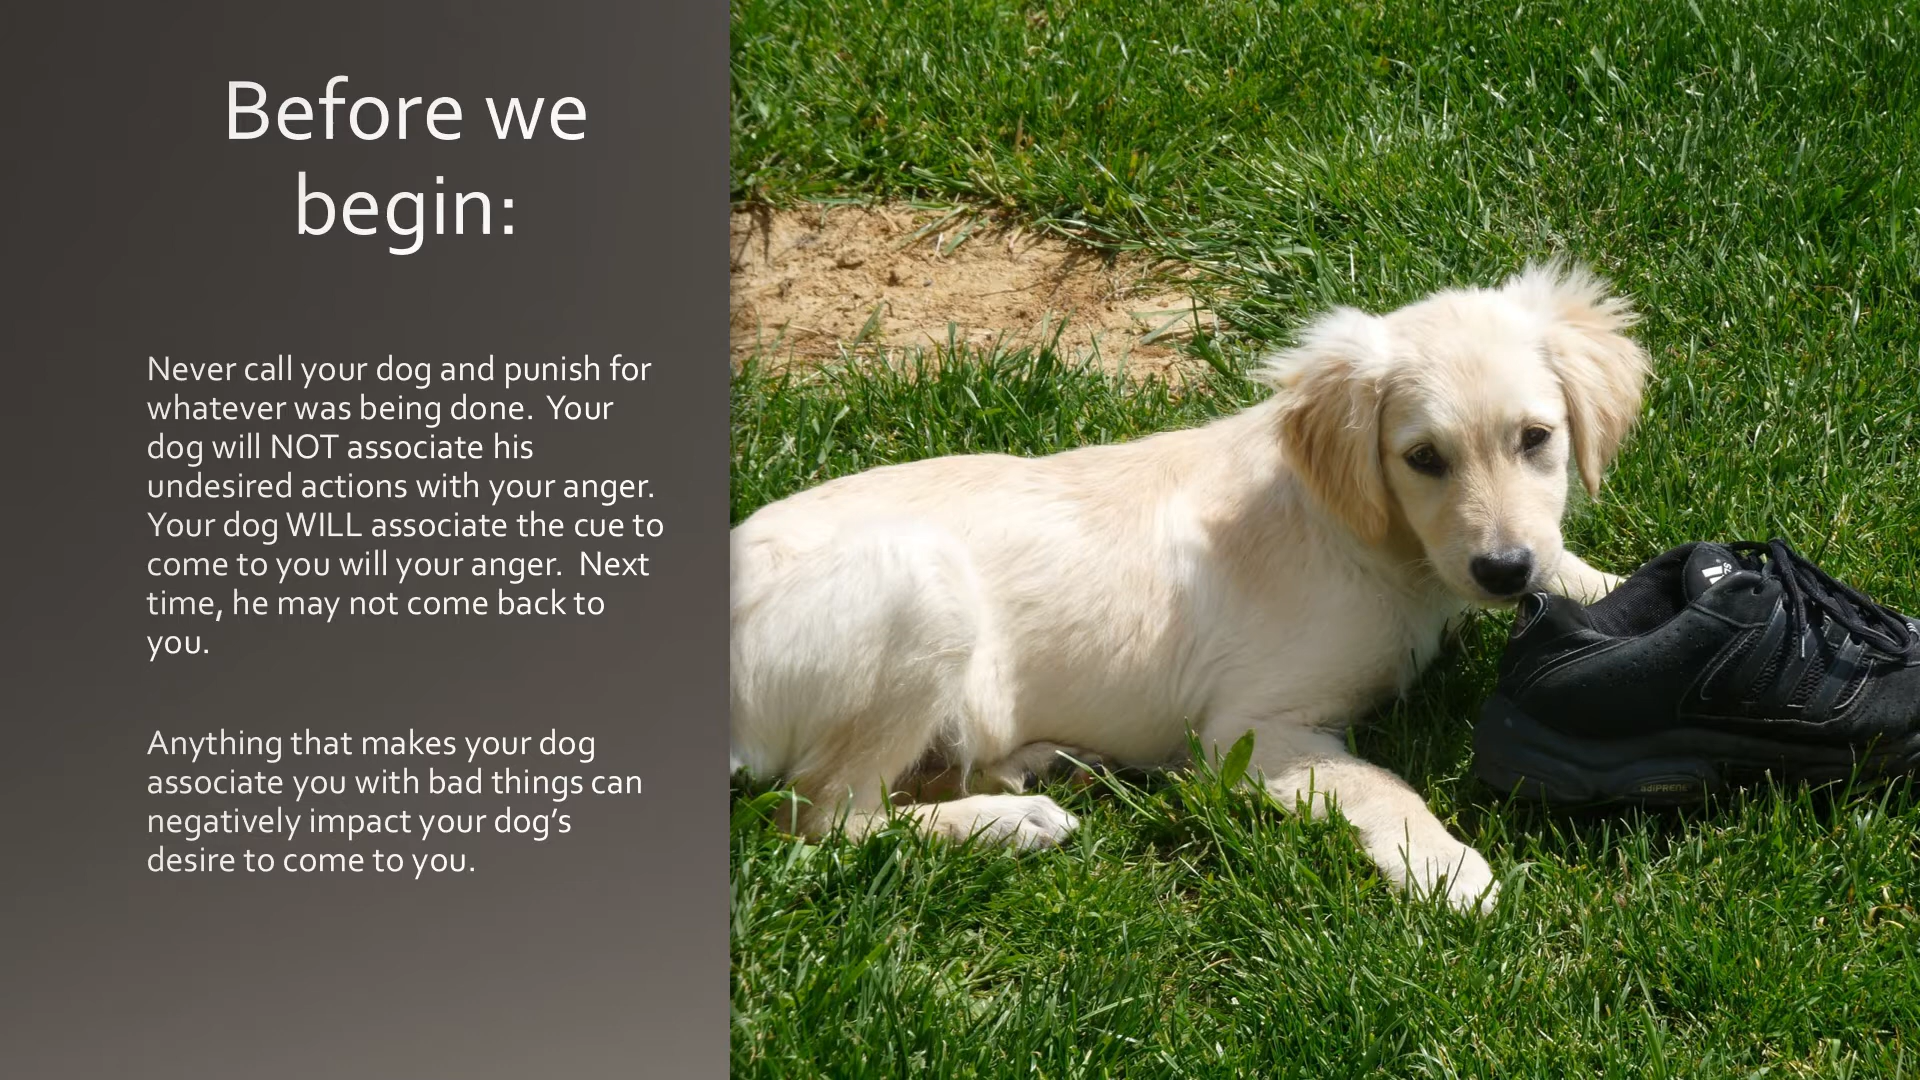 Before we
begin:
Never call your dog and punish for
whatever was being done.  Your
dog will NOT associate his
undesired actions with your anger.
Your dog WILL associate the cue to
come to you will your anger.  Next
time, he may not come back to
you.
Anything that makes your dog
associate you with bad things can
negatively impact your dog’s
desire to come to you.
adiPRENE